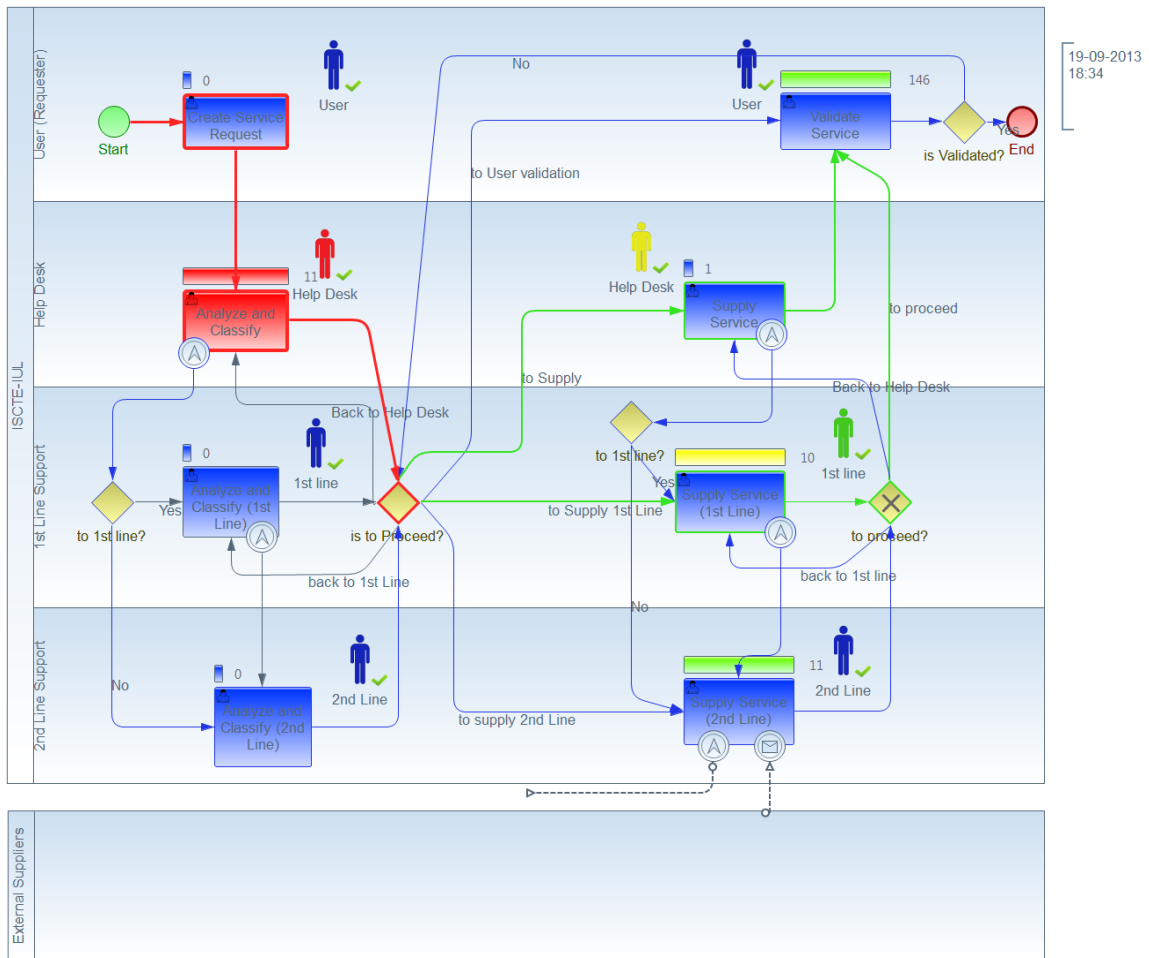 ISCTE-IUL
User (Requester)
Start
0
Create Service
Request
User
No
to User validation
User
146
Validate
Service
is Validated?
Yes
End
19-09-2013
18:34
Help Desk
11
Help Desk
Analyze and
Classify
Help Desk
1
Supply
Service
to proceed
to Supply
Back to Help Desk
Back to Help Desk
1st Line Support
to 1st line?
Yes
0
Analyze and
Classify (1st
Line)
1st line
is to Proceed?
back to 1st Line
to 1st line?
Yes
to Supply 1st Line
10
Supply Service
(1st Line)
1st line
to proceed?
back to 1st line
No
2nd Line Support
No
0
Analyze and
Classify (2nd
Line)
2nd Line
to supply 2nd Line
11
Supply Service
(2nd Line)
2nd Line
External Suppliers